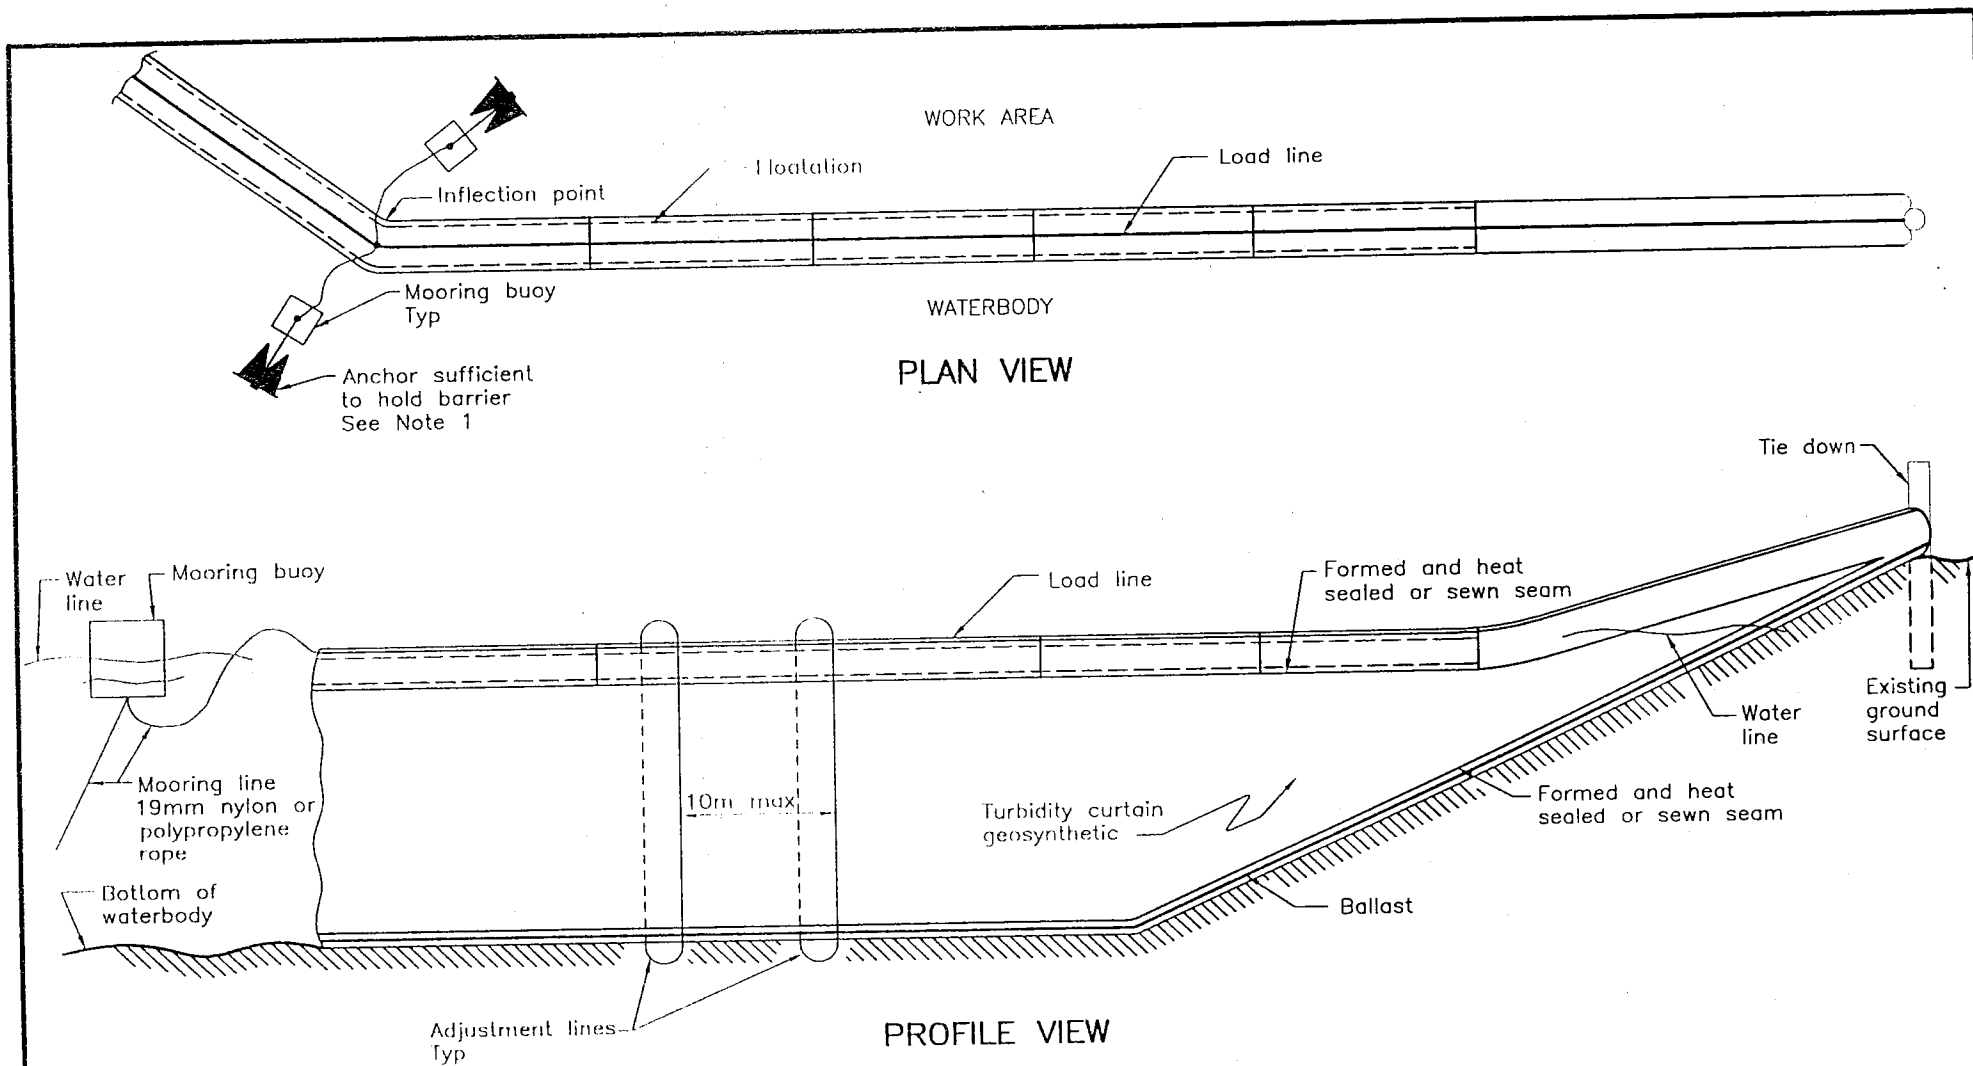 WORK AREA
Floatation
Load line
Inflection point
Mooring buoy
Typ
WATERBODY
PLAN VIEW
Anchor sufficient
to hold barrier
See Note 1
Tie down
Water
line
Mooring buoy
Load line
Formed and heat
sealed or sewn seam
Existing
ground
surface
Water
line
Mooring line
19mm nylon or
polypropylene
rope
10m max
Turbidity curtain
geosynthetic
Formed and heat
sealed or sewn seam
Bottom of
waterbody
Ballast
Adjustment lines
Typ
PROFILE VIEW